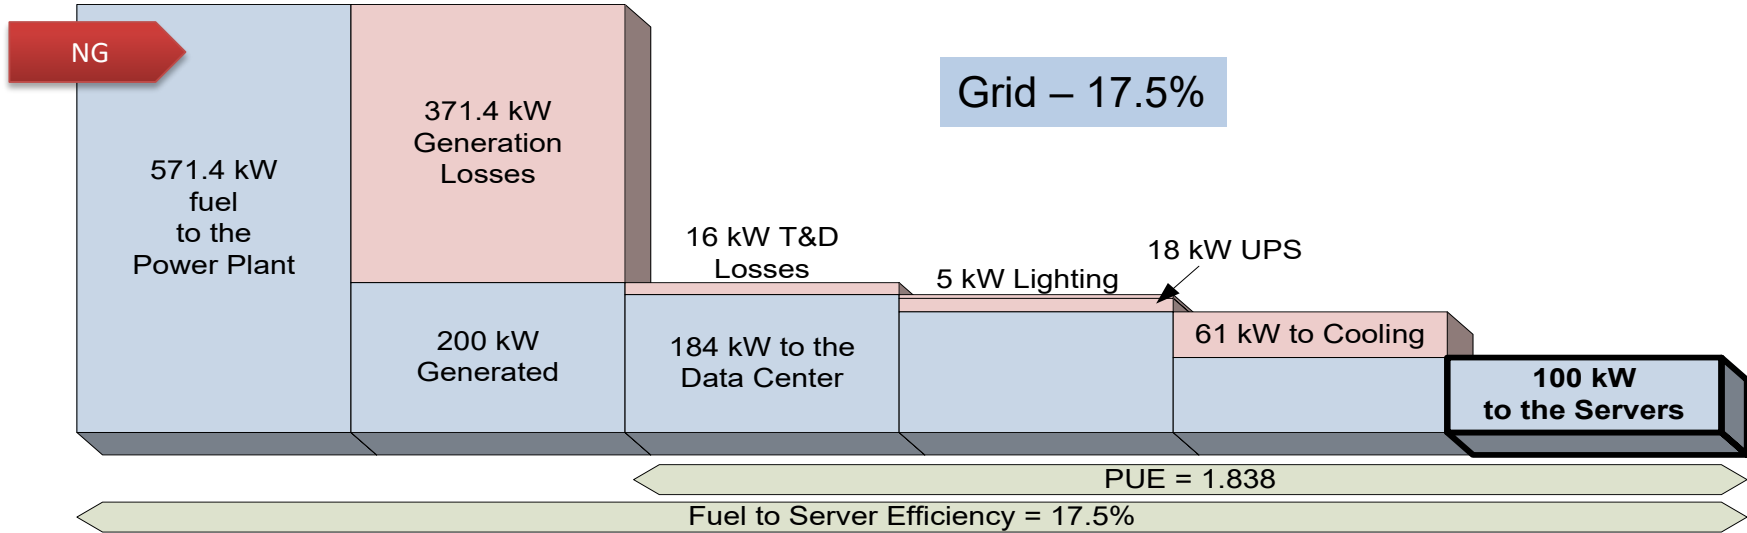 NG
571.4 kW
fuel
to the
Power Plant
371.4 kW
Generation
Losses
200 kW
Generated
16 kW T&D
Losses
184 kW to the
Data Center
5 kW Lighting
18 kW UPS
61 kW to Cooling
100 kW
to the Servers
Grid – 17.5%
PUE = 1.838
Fuel to Server Efficiency = 17.5%